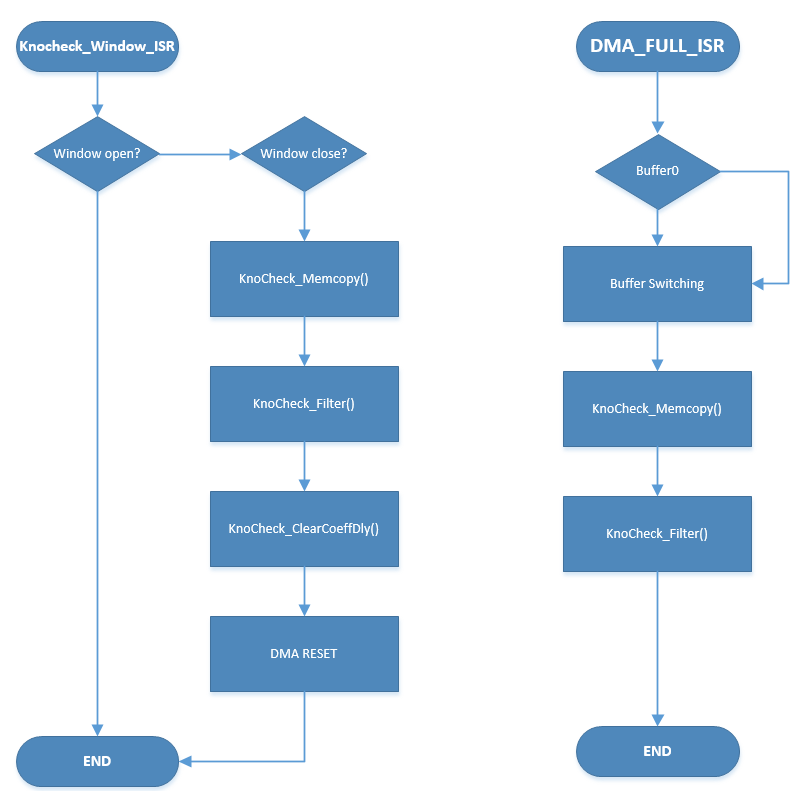 Knocheck_Window_ISR
Window open?
Window close?
KnoCheck_Memcopy()
KnoCheck_Filter()
KnoCheck_ClearCoeffDly()
DMA RESET
END
DMA_FULL_ISR
Buffer0
Buffer Switching
KnoCheck_Memcopy()
KnoCheck_Filter()
END